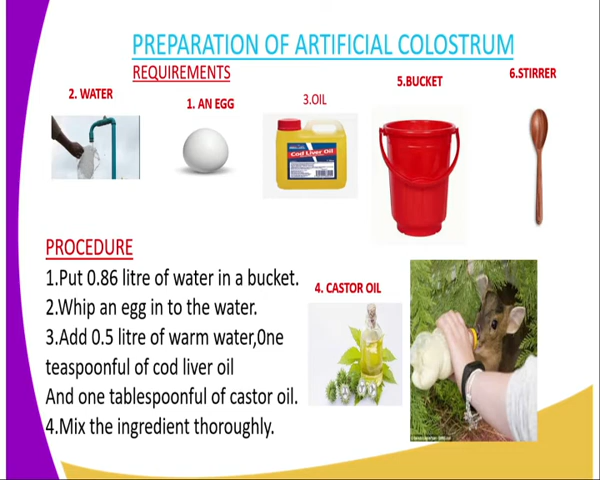 PREPARATION OF ARTIFICIAL COLOSTRUM
REQUIREMENTS
2. WATER
1. AN EGG
3.OIL
5.BUCKET
6.STIRRER
Cod Liver Oil
PROCEDURE
1.Put 0.86 litre of water in a bucket.
2.Whip an egg in to the water.
3.Add 0.5 litre of warm water,0ne
teaspoonful of cod liver oil
And one tablespoonful of castor oil.
4.Mix the ingredient thoroughly.
4. CASTOR OIL